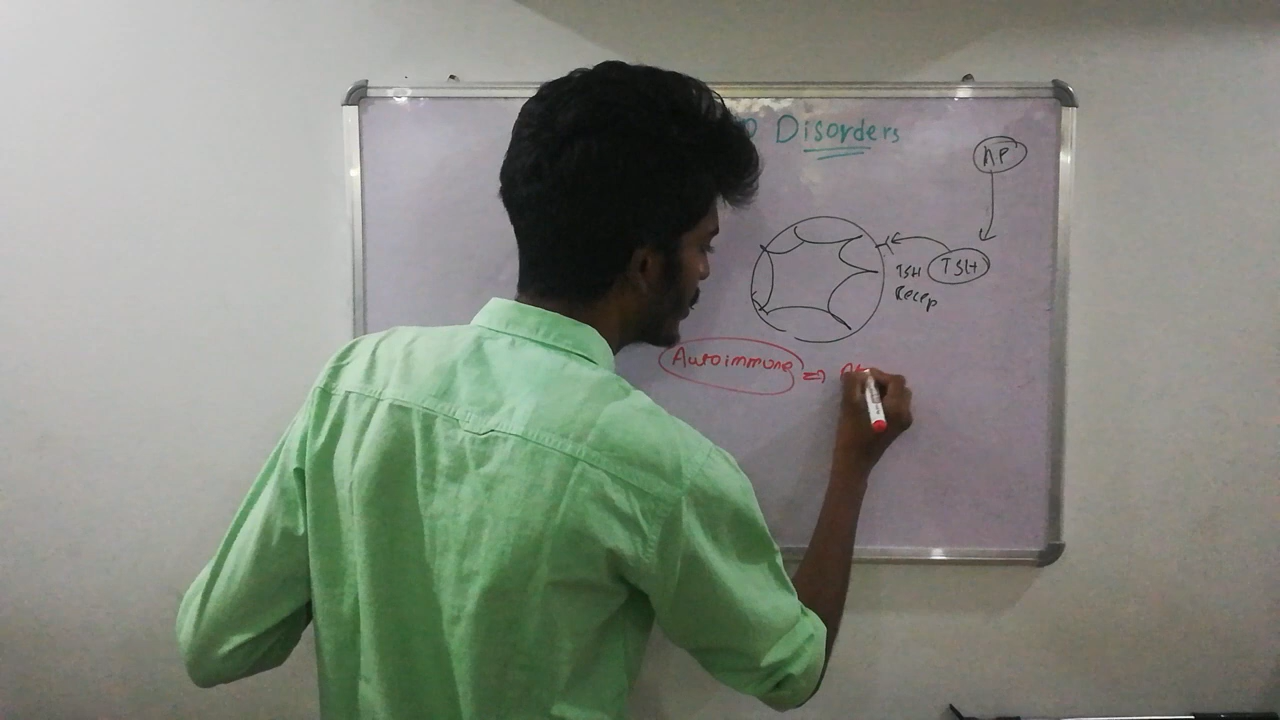 D Disorders
AP
TSH
TSH
Recep
Autoimmune ⇒